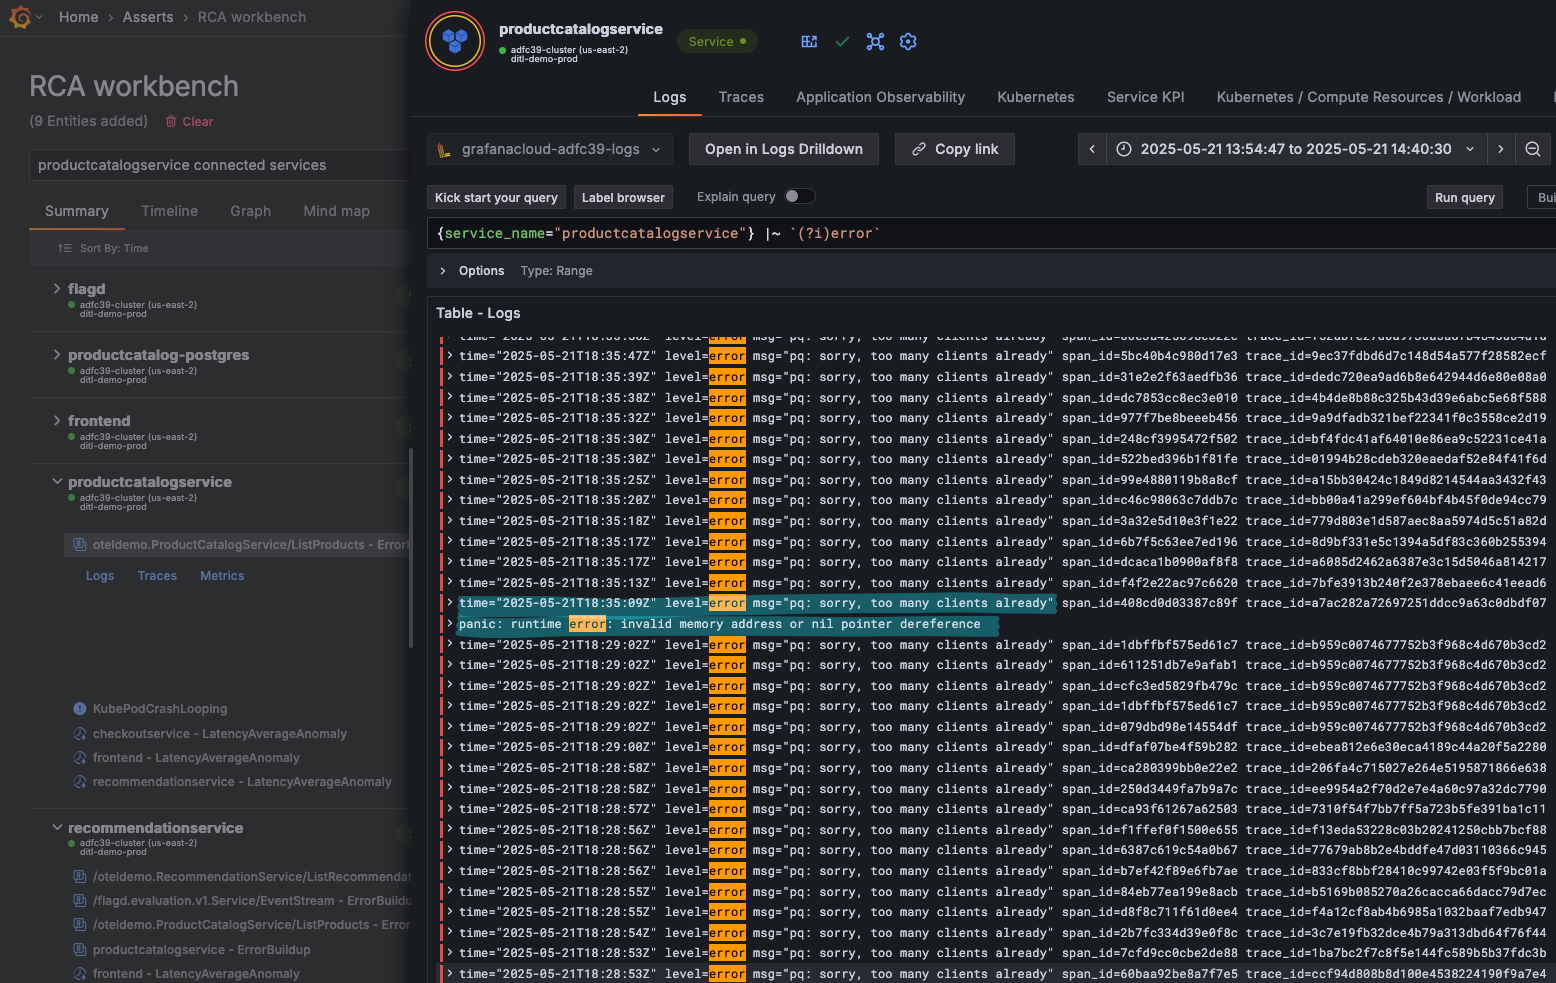 Home › Asserts › RCA workbench
RCA workbench
(9 Entities added) Clear
productcatalogservice connected services
Summary Timeline Graph Mind map
Sort By: Time
flagd
adfc39-cluster (us-east-2)
ditl-demo-prod
productcatalog-postgres
adfc39-cluster (us-east-2)
ditl-demo-prod
frontend
adfc39-cluster (us-east-2)
ditl-demo-prod
productcatalogservice
adfc39-cluster (us-east-2)
ditl-demo-prod
oteldemo.ProductCatalogService/ListProducts - Error
Logs Traces Metrics
KubePodCrashLooping
checkoutservice - LatencyAverageAnomaly
frontend - LatencyAverageAnomaly
recommendationservice - LatencyAverageAnomaly
recommendationservice
adfc39-cluster (us-east-2)
ditl-demo-prod
/oteldemo.RecommendationService/ListRecommendat
/flagd.evaluation.v1.Service/EventStream - ErrorBuildu
/oteldemo.ProductCatalogService/ListProducts - Error
productcatalogservice - ErrorBuildup
frontend - LatencyAverageAnomaly
productcatalogservice
adfc39-cluster (us-east-2)
ditl-demo-prod
Service
Logs Traces Application Observability Kubernetes Service KPI Kubernetes / Compute Resources / Workload
grafanacloud-adfc39-logs Open in Logs Drilldown Copy link 2025-05-21 13:54:47 to 2025-05-21 14:40:30
Kick start your query Label browser Explain query Run query Bui
{service_name="productcatalogservice"} |~ `(?i)error`
Options Type: Range
Table - Logs
time="2025-05-21T18:35:47Z" level=error msg="pq: sorry, too many clients already" span_id=5bc40b4c980d17e3 trace_id=9ec37fdbd6d7c148d54a577f28582ecf
time="2025-05-21T18:35:39Z" level=error msg="pq: sorry, too many clients already" span_id=31e2e2f63aedfb36 trace_id=dedc720ea9ad6b8e642944d6e80e08a0
time="2025-05-21T18:35:38Z" level=error msg="pq: sorry, too many clients already" span_id=dc7853cc8ec3e010 trace_id=4b4de8b88c325b43d39e6abc5e68f588
time="2025-05-21T18:35:32Z" level=error msg="pq: sorry, too many clients already" span_id=977f7be8beeeb456 trace_id=9a9dfadb321bef22341f0c3558ce2d19
time="2025-05-21T18:35:30Z" level=error msg="pq: sorry, too many clients already" span_id=248cf3995472f502 trace_id=bf4fdc41af64010e86ea9c52231ce41a
time="2025-05-21T18:35:30Z" level=error msg="pq: sorry, too many clients already" span_id=522bed396b1f81fe trace_id=01994b28cdeb320eaedaf52e84f41f6d
time="2025-05-21T18:35:25Z" level=error msg="pq: sorry, too many clients already" span_id=99e4880119b8a8cf trace_id=a15bb30424c1849d8214544aa3432f43
time="2025-05-21T18:35:20Z" level=error msg="pq: sorry, too many clients already" span_id=c46c98063c7ddb7c trace_id=bb00a41a299ef604bf4b45f0de94cc79
time="2025-05-21T18:35:18Z" level=error msg="pq: sorry, too many clients already" span_id=3a32e5d10e3f1e22 trace_id=779d803e1d587aec8aa5974d5c51a82d
time="2025-05-21T18:35:17Z" level=error msg="pq: sorry, too many clients already" span_id=6b7f5c63ee7ed196 trace_id=8d9bf331e5c1394a5df83c360b255394
time="2025-05-21T18:35:17Z" level=error msg="pq: sorry, too many clients already" span_id=dcaca1b0900af8f8 trace_id=a6085d2462a6387e3c15d5046a814217
time="2025-05-21T18:35:13Z" level=error msg="pq: sorry, too many clients already" span_id=f4f2e22ac97c6620 trace_id=7bfe3913b240f2e378ebaee6c41eead6
time="2025-05-21T18:35:09Z" level=error msg="pq: sorry, too many clients already" span_id=408cd0d03387c89f trace_id=a7ac282a72697251ddcc9a63c0dbdf07
panic: runtime error: invalid memory address or nil pointer dereference
time="2025-05-21T18:29:02Z" level=error msg="pq: sorry, too many clients already" span_id=1dbffbf575ed61c7 trace_id=b959c0074677752b3f968c4d670b3cd2
time="2025-05-21T18:29:02Z" level=error msg="pq: sorry, too many clients already" span_id=611251db7e9afab1 trace_id=b959c0074677752b3f968c4d670b3cd2
time="2025-05-21T18:29:02Z" level=error msg="pq: sorry, too many clients already" span_id=cfc3ed5829fb479c trace_id=b959c0074677752b3f968c4d670b3cd2
time="2025-05-21T18:29:02Z" level=error msg="pq: sorry, too many clients already" span_id=1dbffbf575ed61c7 trace_id=b959c0074677752b3f968c4d670b3cd2
time="2025-05-21T18:29:02Z" level=error msg="pq: sorry, too many clients already" span_id=079dbd98e14554df trace_id=b959c0074677752b3f968c4d670b3cd2
time="2025-05-21T18:29:00Z" level=error msg="pq: sorry, too many clients already" span_id=dfaf07be4f59b282 trace_id=ebea812e6e30eca4189c44a20f5a2280
time="2025-05-21T18:28:58Z" level=error msg="pq: sorry, too many clients already" span_id=ca280399bb0e22e2 trace_id=206fa4c715027e264e5195871866e638
time="2025-05-21T18:28:58Z" level=error msg="pq: sorry, too many clients already" span_id=250d3449fa7b9a7c trace_id=ee9954a2f70d2e7e4a60c97a32dc7790
time="2025-05-21T18:28:57Z" level=error msg="pq: sorry, too many clients already" span_id=ca93f61267a62503 trace_id=7310f54f7bb7ff5a723b5fe391ba1c11
time="2025-05-21T18:28:56Z" level=error msg="pq: sorry, too many clients already" span_id=f1ffef0f1500e655 trace_id=f13eda53228c03b20241250cbb7bcf88
time="2025-05-21T18:28:56Z" level=error msg="pq: sorry, too many clients already" span_id=6387c619c54a0b67 trace_id=77679ab8b2e4bddfe47d03110366c945
time="2025-05-21T18:28:56Z" level=error msg="pq: sorry, too many clients already" span_id=b7ef42f89e6fb7ae trace_id=833cf8bbf28410c99742e03f5f9bc01a
time="2025-05-21T18:28:55Z" level=error msg="pq: sorry, too many clients already" span_id=84eb77ea199e8acb trace_id=b5169b085270a26cacca66dacc79d7ec
time="2025-05-21T18:28:55Z" level=error msg="pq: sorry, too many clients already" span_id=d8f8c711f61d0ee4 trace_id=f4a12cf8ab4b6985a1032baaf7edb947
time="2025-05-21T18:28:54Z" level=error msg="pq: sorry, too many clients already" span_id=2b7fc334d39e0f8c trace_id=3c7e19fb32dce4b79a313dbd64f76f44
time="2025-05-21T18:28:53Z" level=error msg="pq: sorry, too many clients already" span_id=7cfd9cc0cbe2de88 trace_id=1ba7bc2f7c8f5e144fc589b5b37fdc3b
time="2025-05-21T18:28:53Z" level=error msg="pq: sorry, too many clients already" span_id=60baa92be8a7f7e5 trace_id=ccf94d808b8d100e4538224190f9a7e4